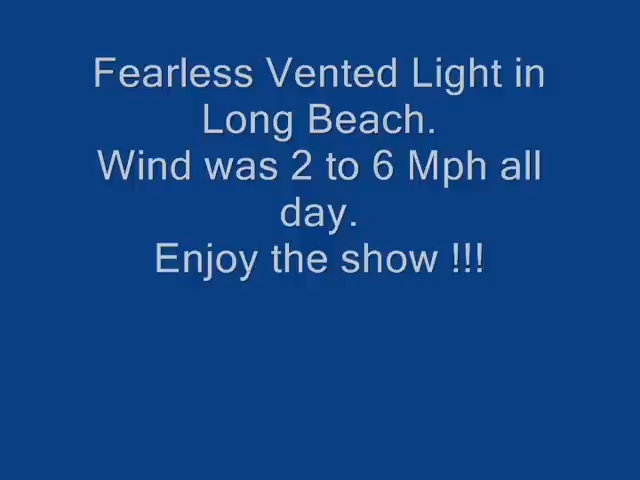 Fearless Vented Light in
Long Beach.
Wind was 2 to 6 Mph all
day.
Enjoy the show !!!